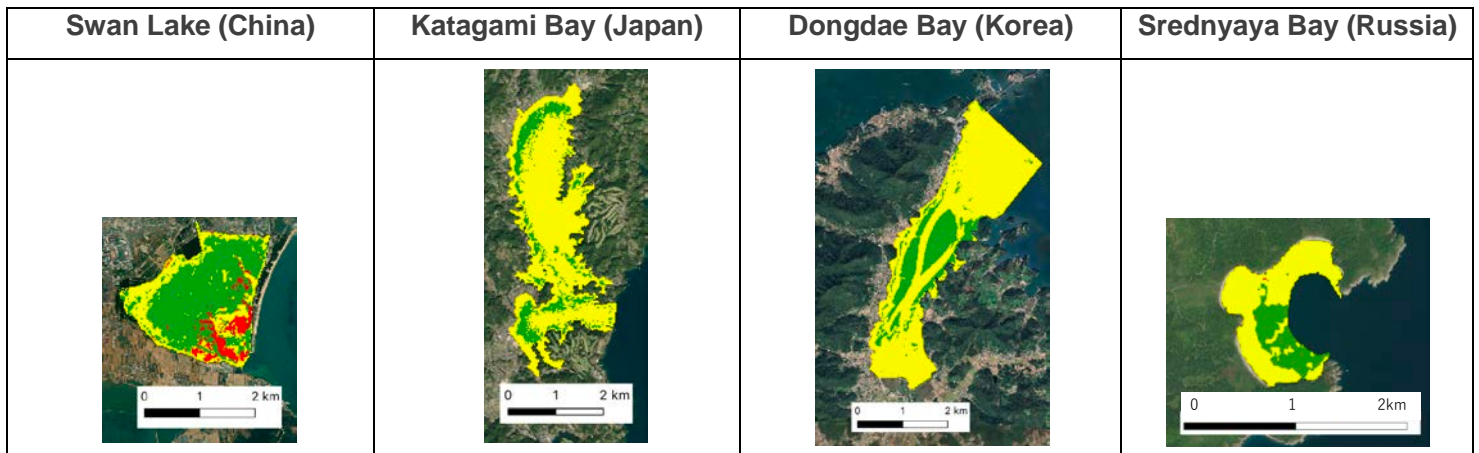 Swan Lake (China)
Katagami Bay (Japan)
Dongdae Bay (Korea)
Srednyaya Bay (Russia)
0 1 2 km
0 1 2 km
0 1 2 km
0 1 2km